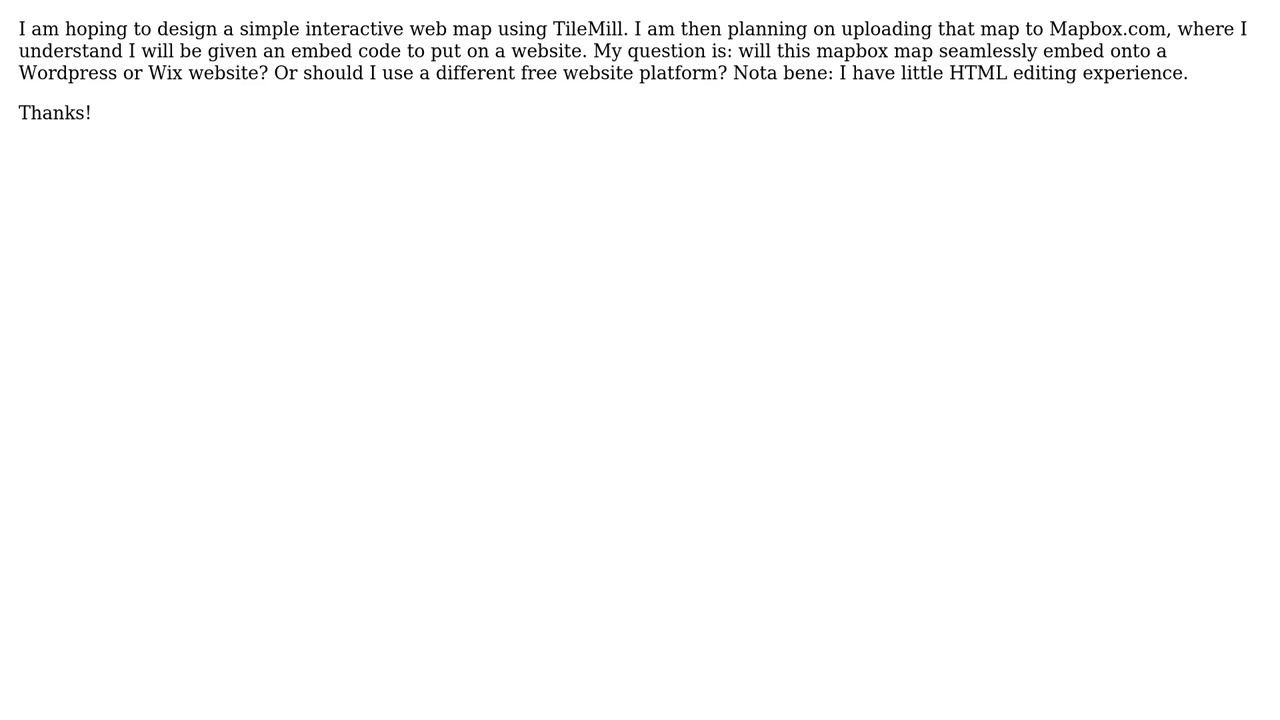 I am hoping to design a simple interactive web map using TileMill. I am then planning on uploading that map to Mapbox.com, where I
understand I will be given an embed code to put on a website. My question is: will this mapbox map seamlessly embed onto a
Wordpress or Wix website? Or should I use a different free website platform? Nota bene: I have little HTML editing experience.
Thanks!